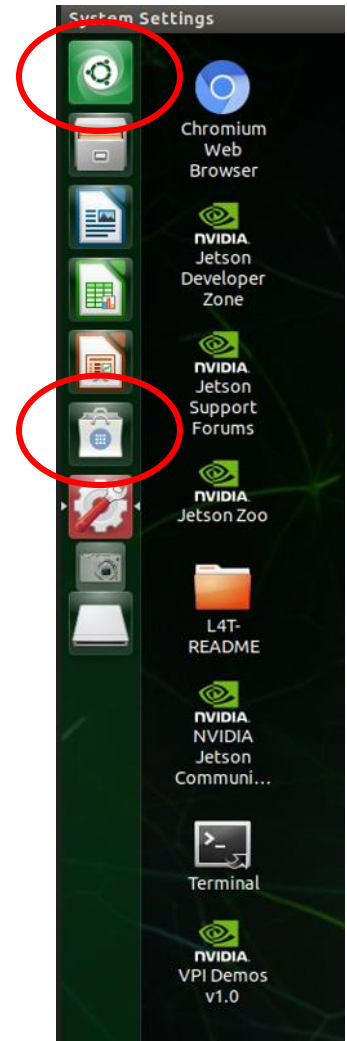 System Settings
Chromium
Web
Browser
NVIDIA.
Jetson
Developer
Zone
NVIDIA.
Jetson
Support
Forums
NVIDIA.
Jetson Zoo
L4T-
README
NVIDIA.
NVIDIA
Jetson
Communi...
>_
Terminal
NVIDIA.
VPI Demos
v1.0